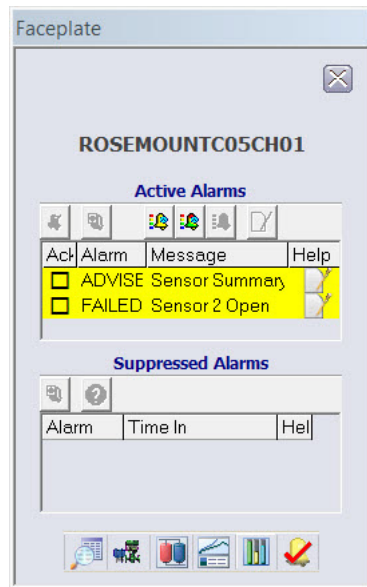 Faceplate
ROSEMOUNTC05CH01
Active Alarms
Ack Alarm Message Help
ADVISE Sensor Summary
FAILED Sensor 2 Open
Suppressed Alarms
Alarm Time In Hel